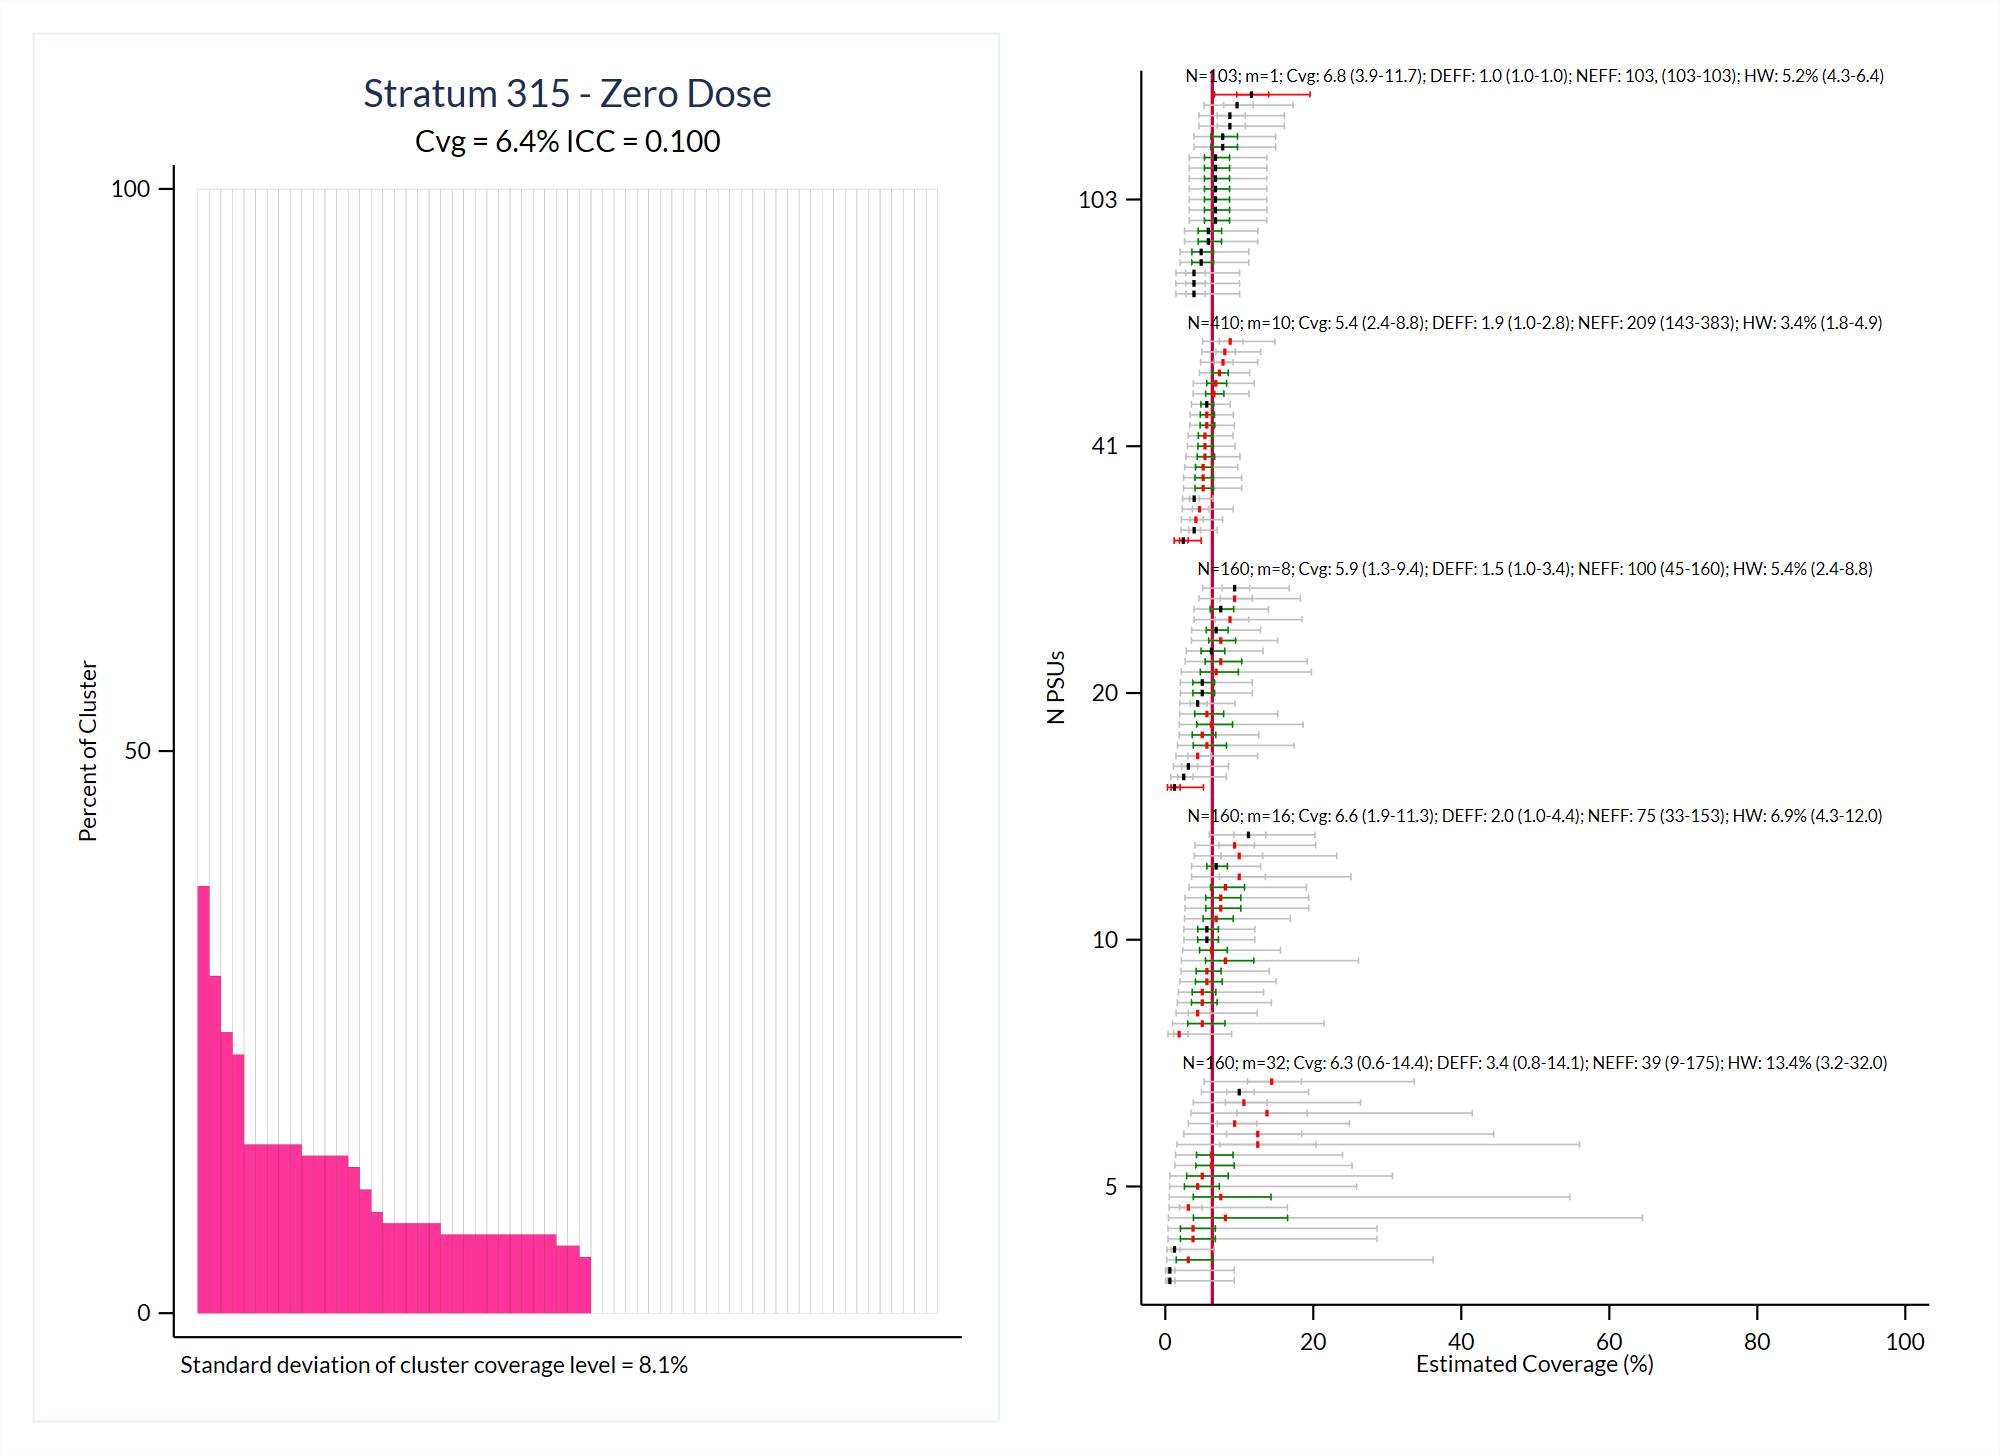 Stratum 315 - Zero Dose
Cvg = 6.4% ICC = 0.100
100
50
0
Percent of Cluster
Standard deviation of cluster coverage level = 8.1%
N=103; m=1; Cvg: 6.8 (3.9-11.7); DEFF: 1.0 (1.0-1.0); NEFF: 103, (103-103); HW: 5.2% (4.3-6.4)
103
N=410; m=10; Cvg: 5.4 (2.4-8.8); DEFF: 1.9 (1.0-2.8); NEFF: 209 (143-383); HW: 3.4% (1.8-4.9)
41
N=160; m=8; Cvg: 5.9 (1.3-9.4); DEFF: 1.5 (1.0-3.4); NEFF: 100 (45-160); HW: 5.4% (2.4-8.8)
20
N PSUs
N=160; m=16; Cvg: 6.6 (1.9-11.3); DEFF: 2.0 (1.0-4.4); NEFF: 75 (33-153); HW: 6.9% (4.3-12.0)
10
N=160; m=32; Cvg: 6.3 (0.6-14.4); DEFF: 3.4 (0.8-14.1); NEFF: 39 (9-175); HW: 13.4% (3.2-32.0)
5
0 20 40 60 80 100
Estimated Coverage (%)